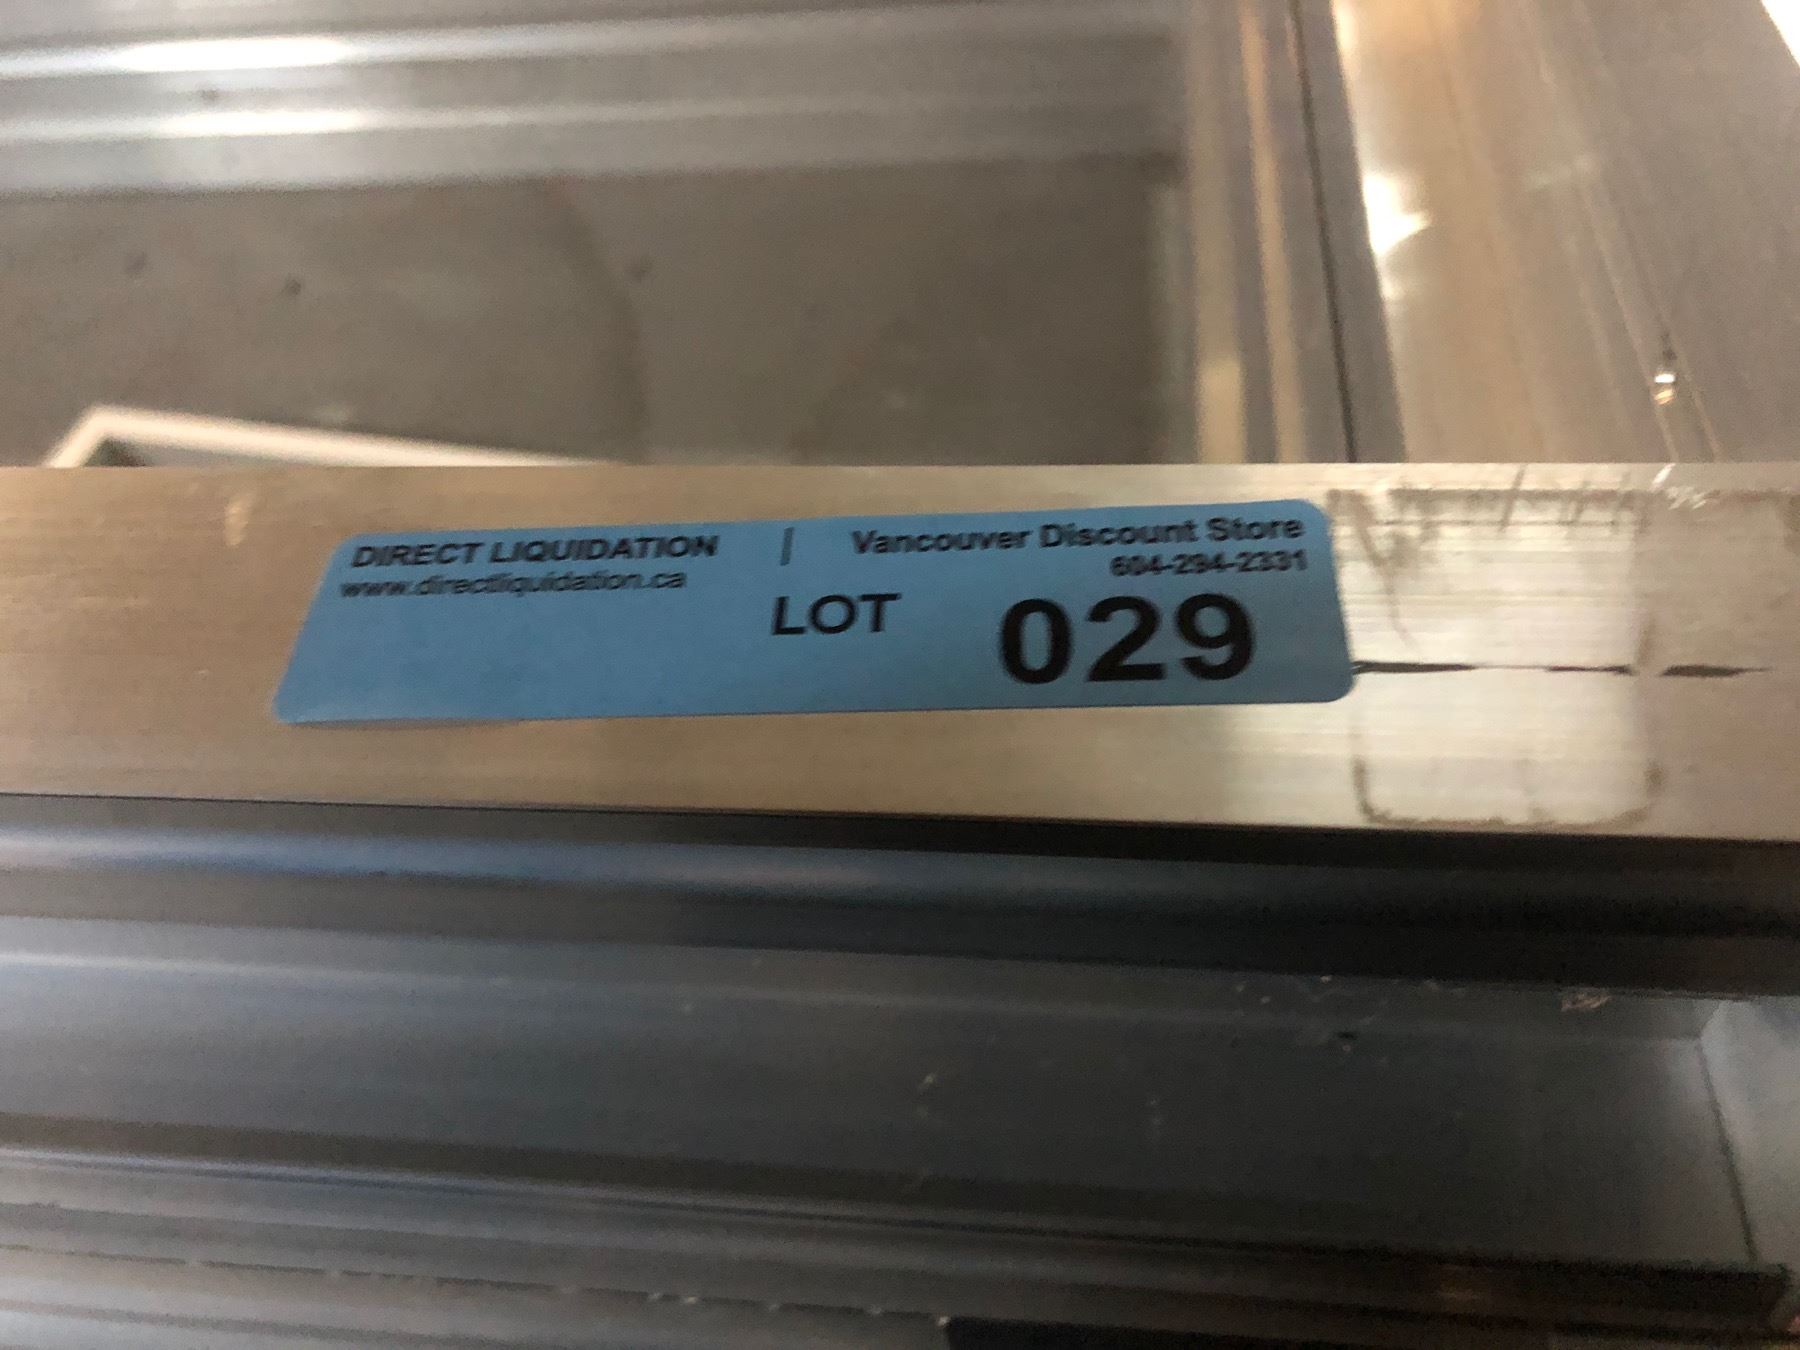 DIRECT LIQUIDATION | Vancouver Discount Store
www.directliquidation.ca 604-294-2331
LOT 029